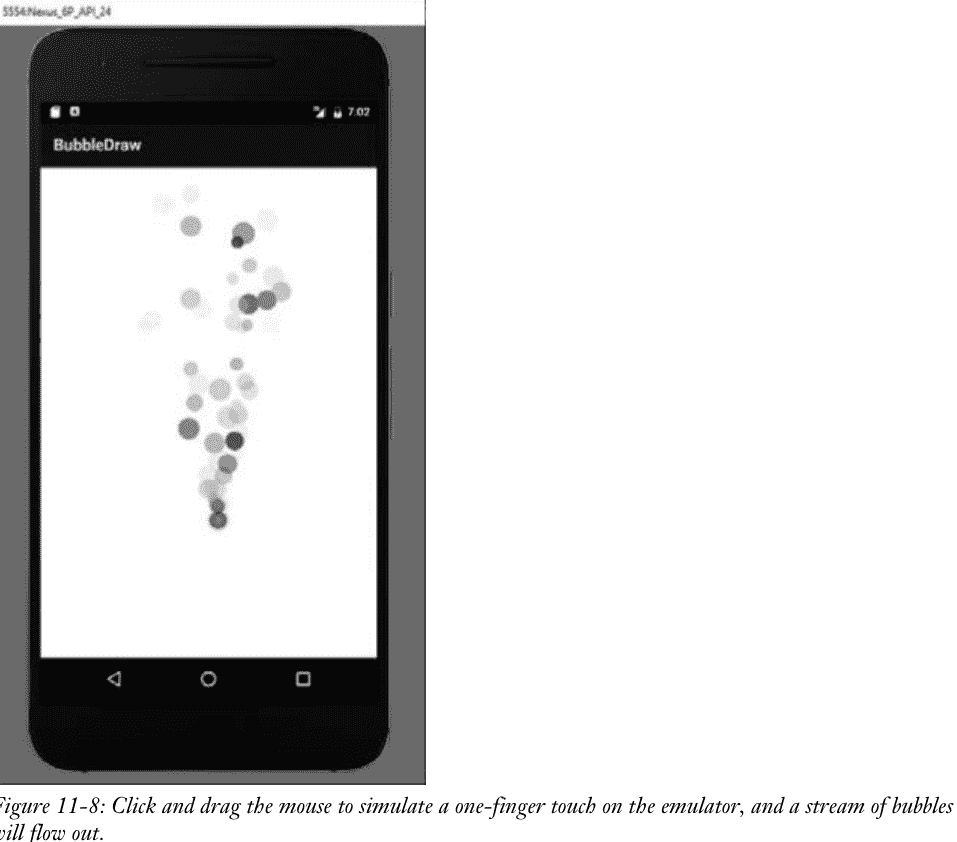 5554:Nexus_6P_API_24
7:02
BubbleDraw
Figure 11-8: Click and drag the mouse to simulate a one-finger touch on the emulator, and a stream of bubbles
will flow out.